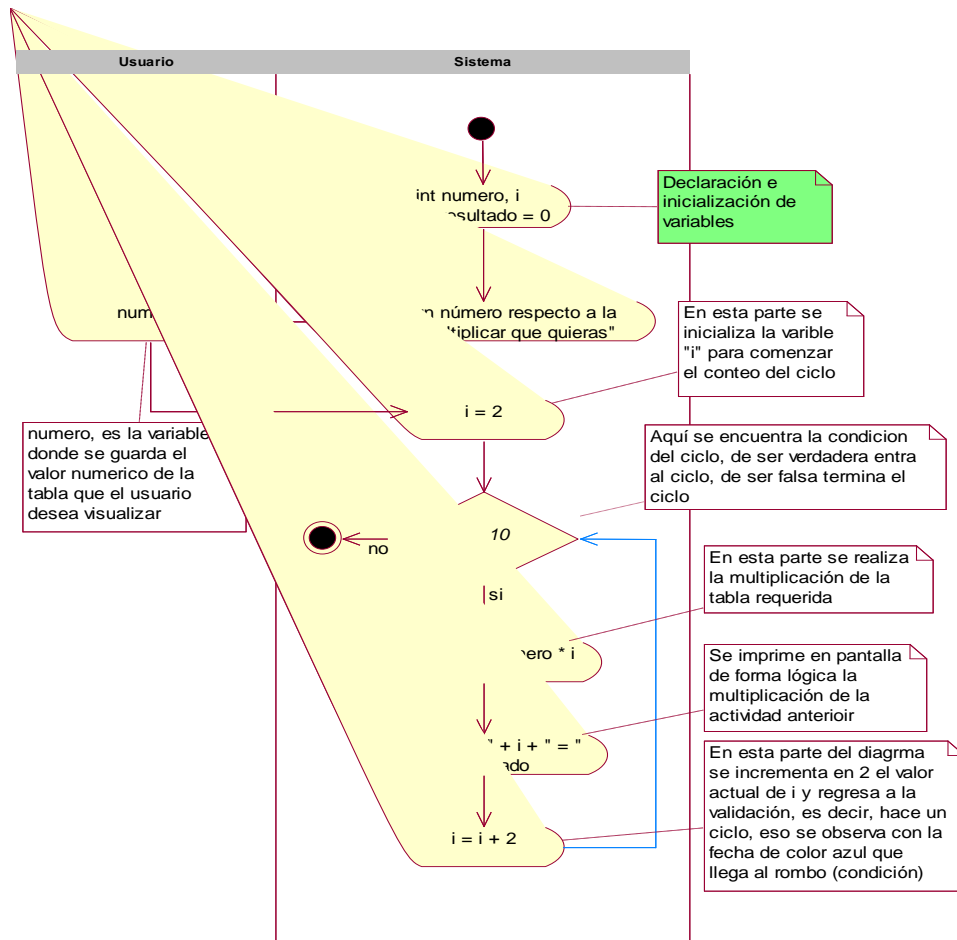 Usuario
Sistema
int numero, i
= 0
Declaración e
inicialización de
variables
número respecto a la
que quieras"
En esta parte se
inicializa la varible
"i" para comenzar
el conteo del ciclo
i = 2
numero, es la variable
donde se guarda el
valor numerico de la
tabla que el usuario
desea visualizar
Aquí se encuentra la condicion
del ciclo, de ser verdadera entra
al ciclo, de ser falsa termina el
ciclo
10
no
si
En esta parte se realiza
la multiplicación de la
tabla requerida
* i
Se imprime en pantalla
de forma lógica la
multiplicación de la
actividad anterioir
" + i + " = "
En esta parte del diagrma
se incrementa en 2 el valor
actual de i y regresa a la
validación, es decir, hace un
ciclo, eso se observa con la
fecha de color azul que
llega al rombo (condición)
i = i + 2